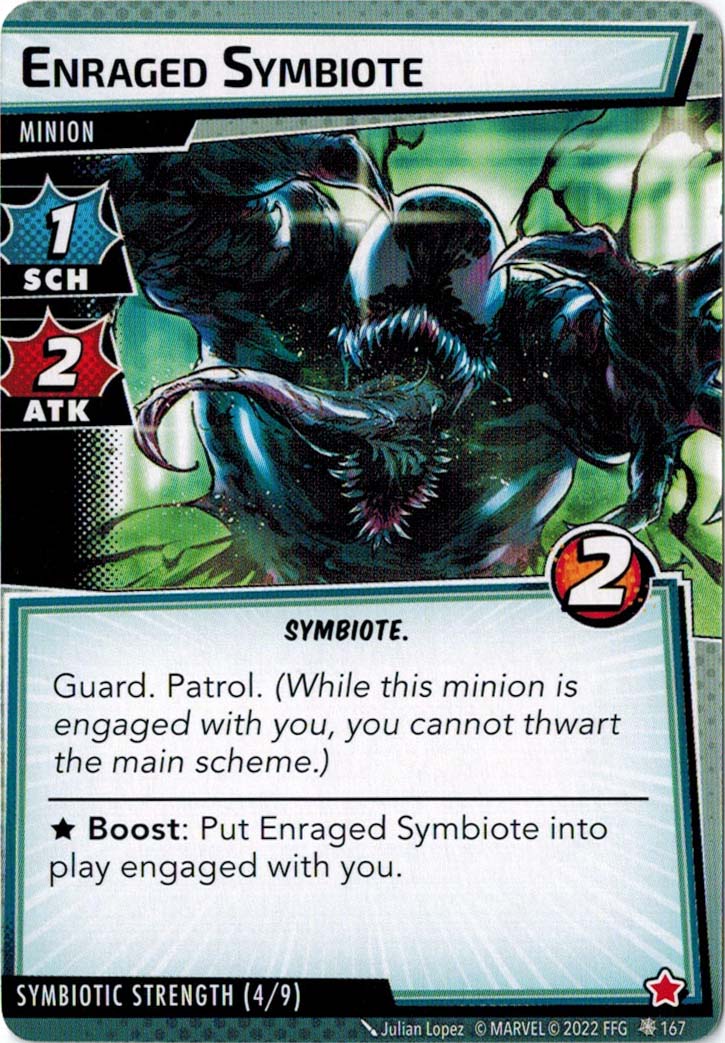 ENRAGED SYMBIOTE
MINION
1
SCH
2
ATK
2
SYMBIOTE.
Guard. Patrol. (While this minion is
engaged with you, you cannot thwart
the main scheme.)
★ Boost: Put Enraged Symbiote into
play engaged with you.
SYMBIOTIC STRENGTH (4/9)
Julian Lopez © MARVEL © 2022 FFG 167